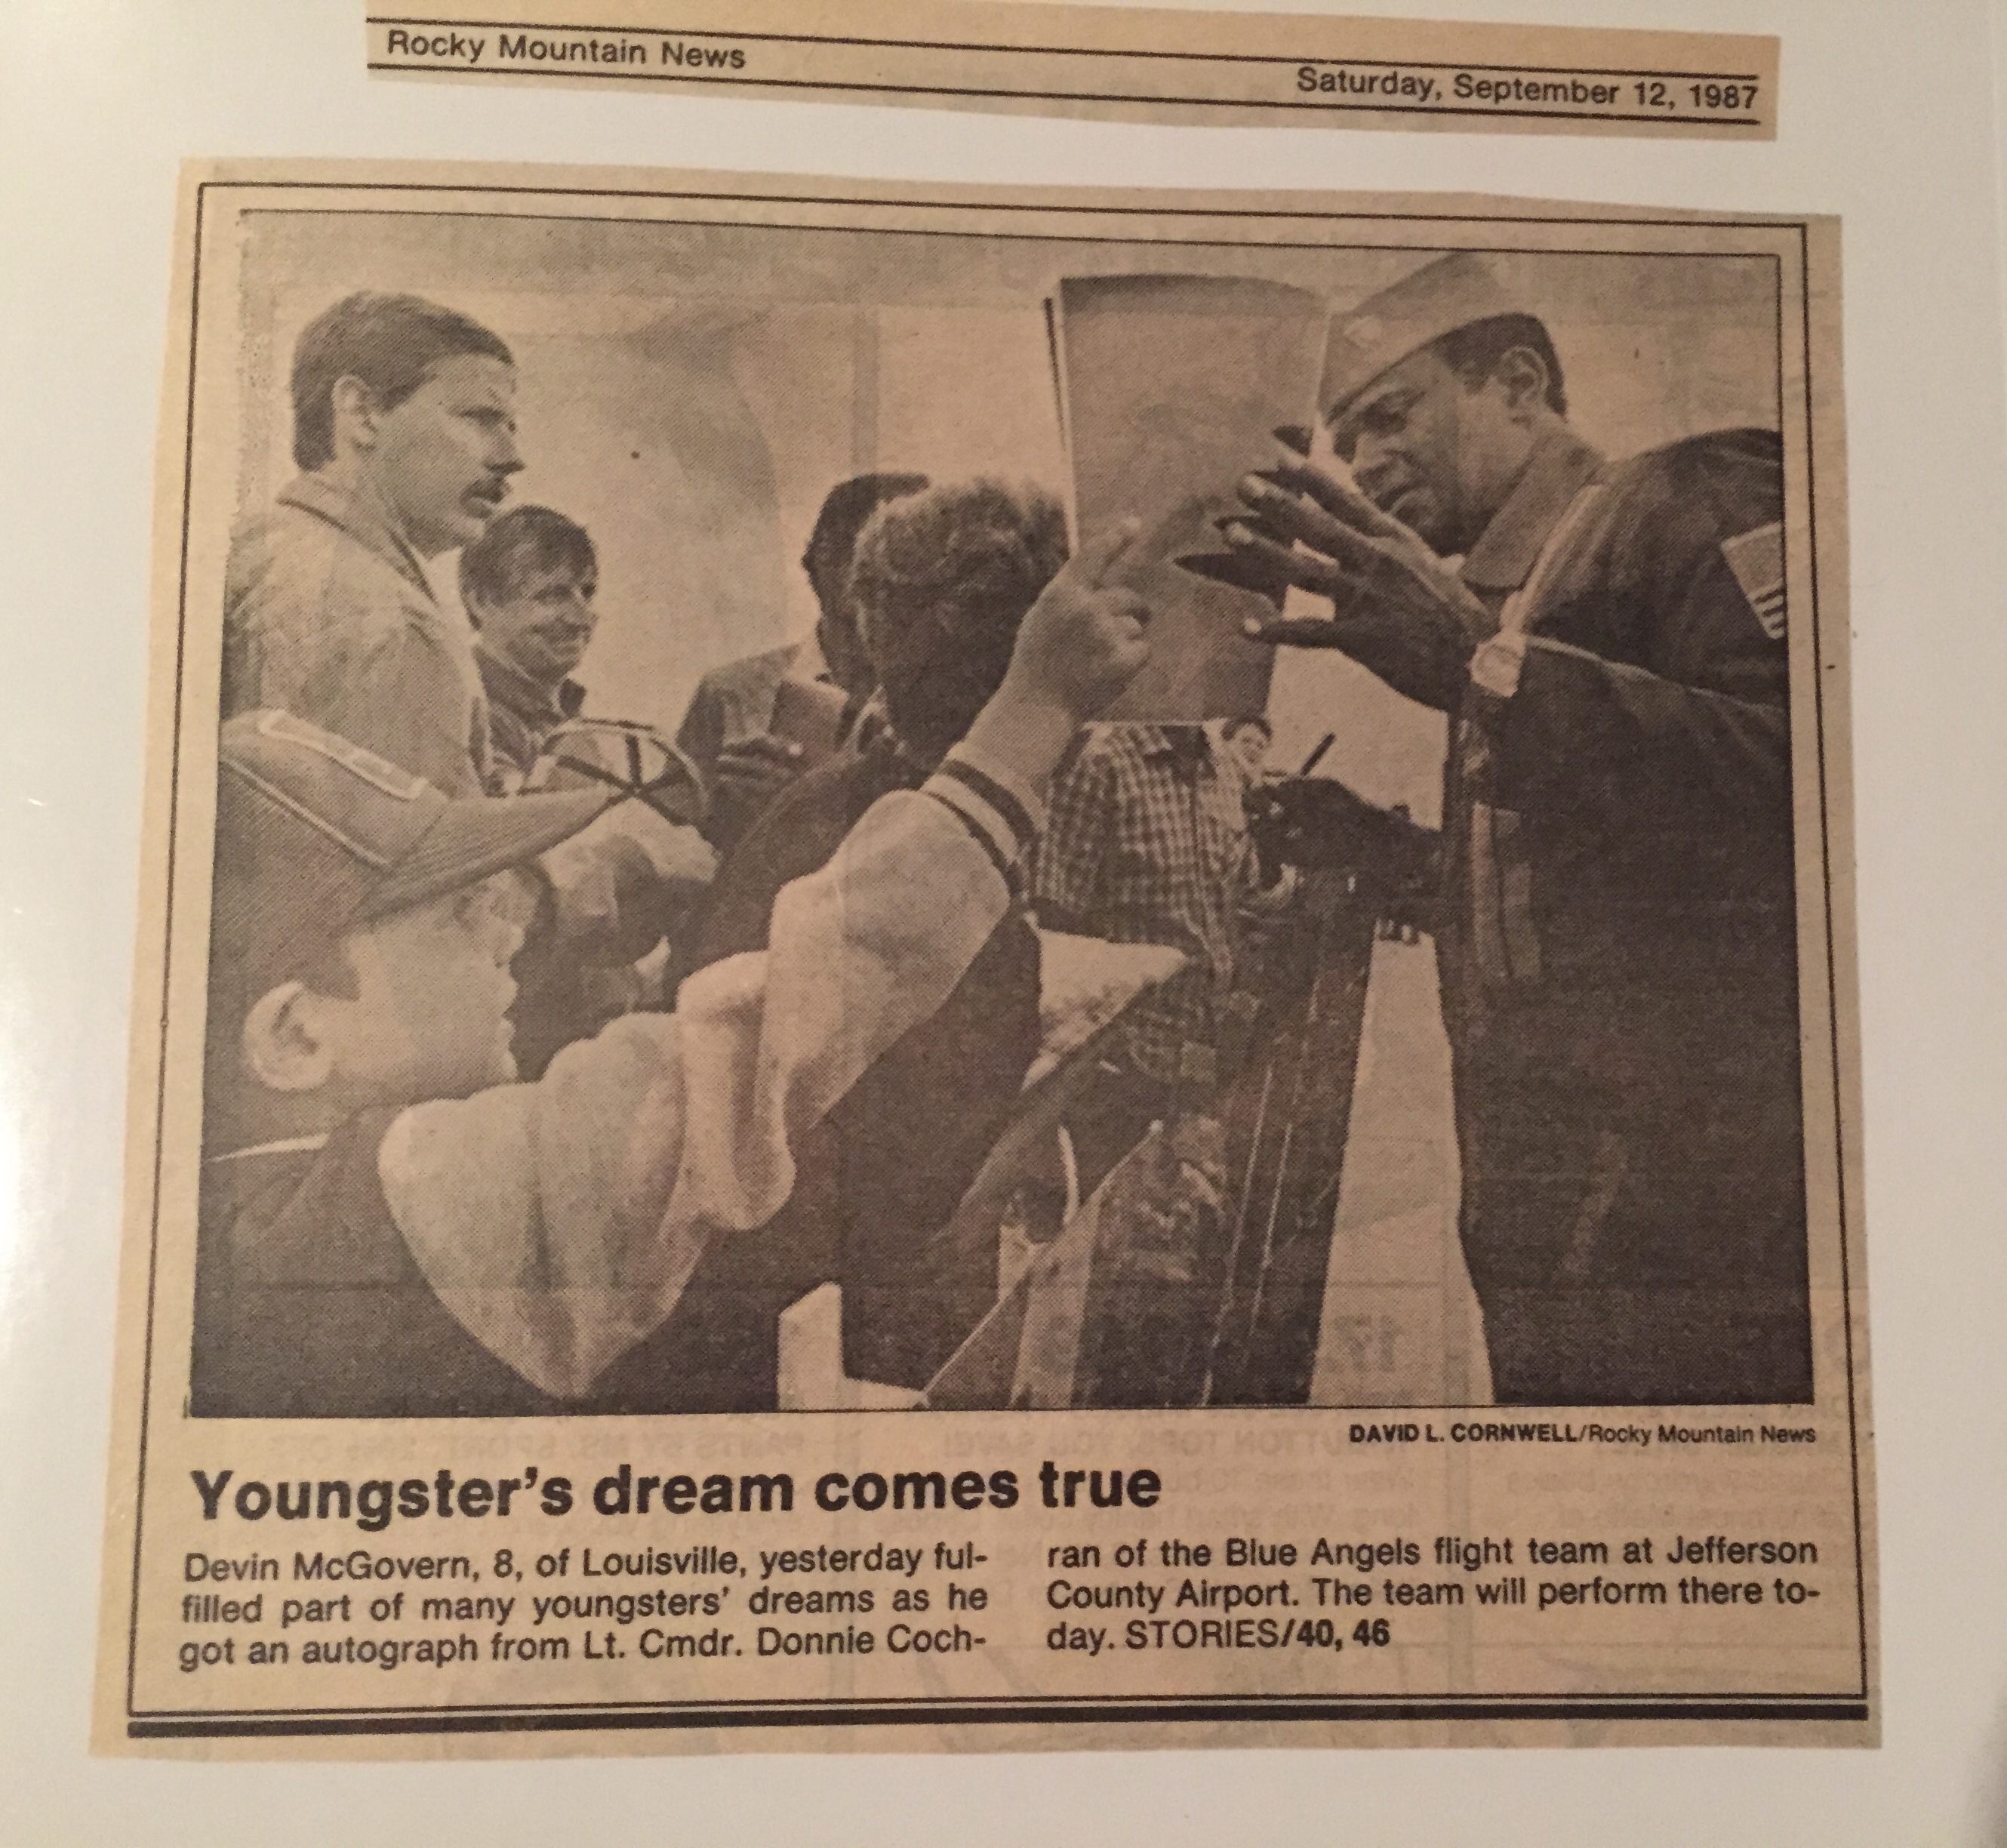 Rocky Mountain News
Saturday, September 12, 1987
DAVID L. CORNWELL/Rocky Mountain News
Youngster's dream comes true
Devin McGovern, 8, of Louisville, yesterday ful-
filled part of many youngsters' dreams as he
got an autograph from Lt. Cmdr. Donnie Coch-
ran of the Blue Angels flight team at Jefferson
County Airport. The team will perform there to-
day. STORIES/40, 46